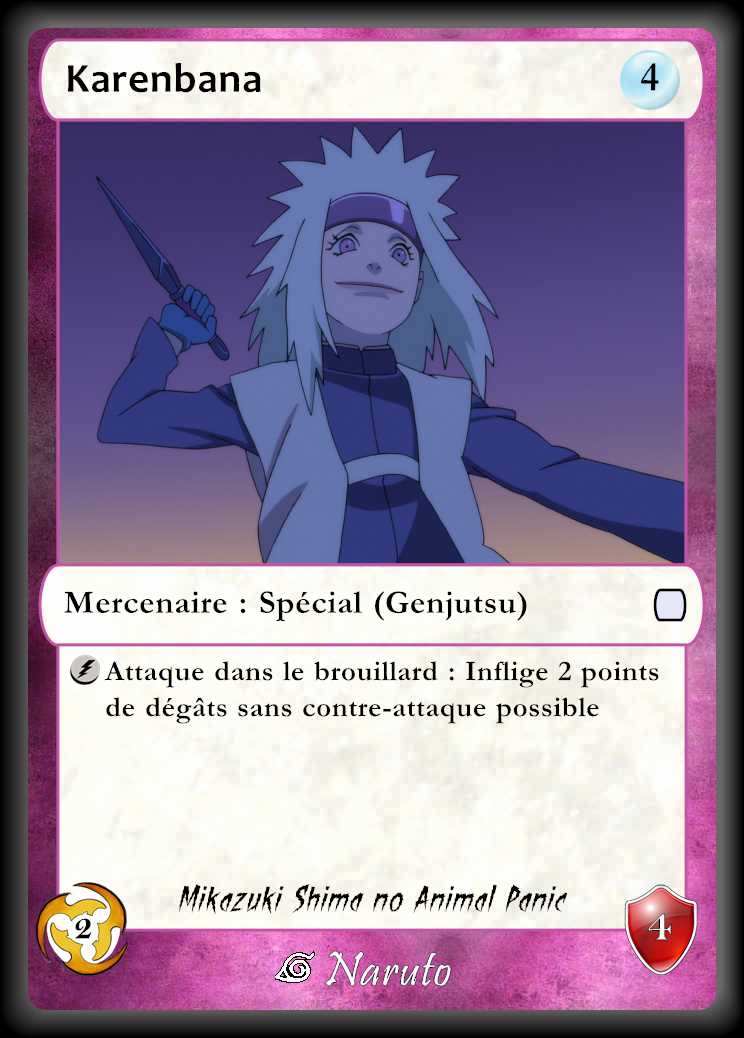 Karenbana
4
Mercenaire : Spécial (Genjutsu)
Attaque dans le brouillard : Inflige 2 points
de dégâts sans contre-attaque possible
Mikazuki Shima no Animal Panic
2
4
Naruto